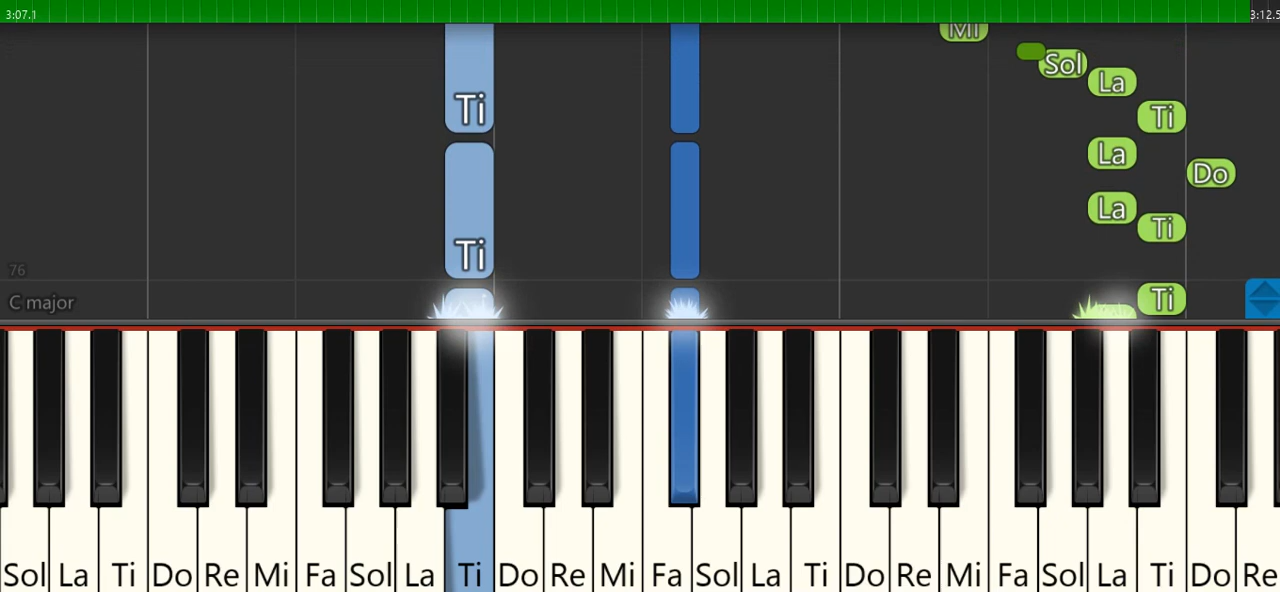 3:07.1
3:12.5
Mi
Sol
Ti
La
Ti
La
Do
La
Ti
Ti
76
C major
Ti
Sol La Ti Do Re Mi Fa Sol La Ti Do Re Mi Fa Sol La Ti Do Re Mi Fa Sol La Ti Do Re